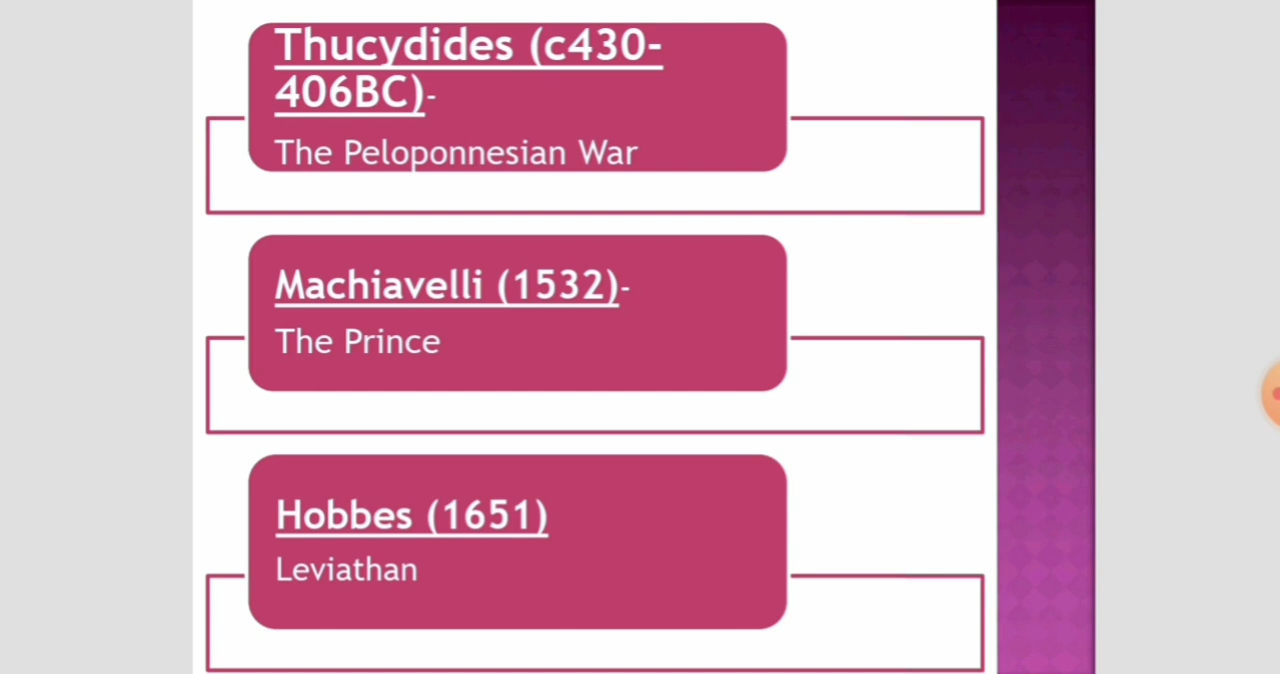 Thucydides (c430-
406BC)-
The Peloponnesian War
Machiavelli (1532)-
The Prince
Hobbes (1651)
Leviathan